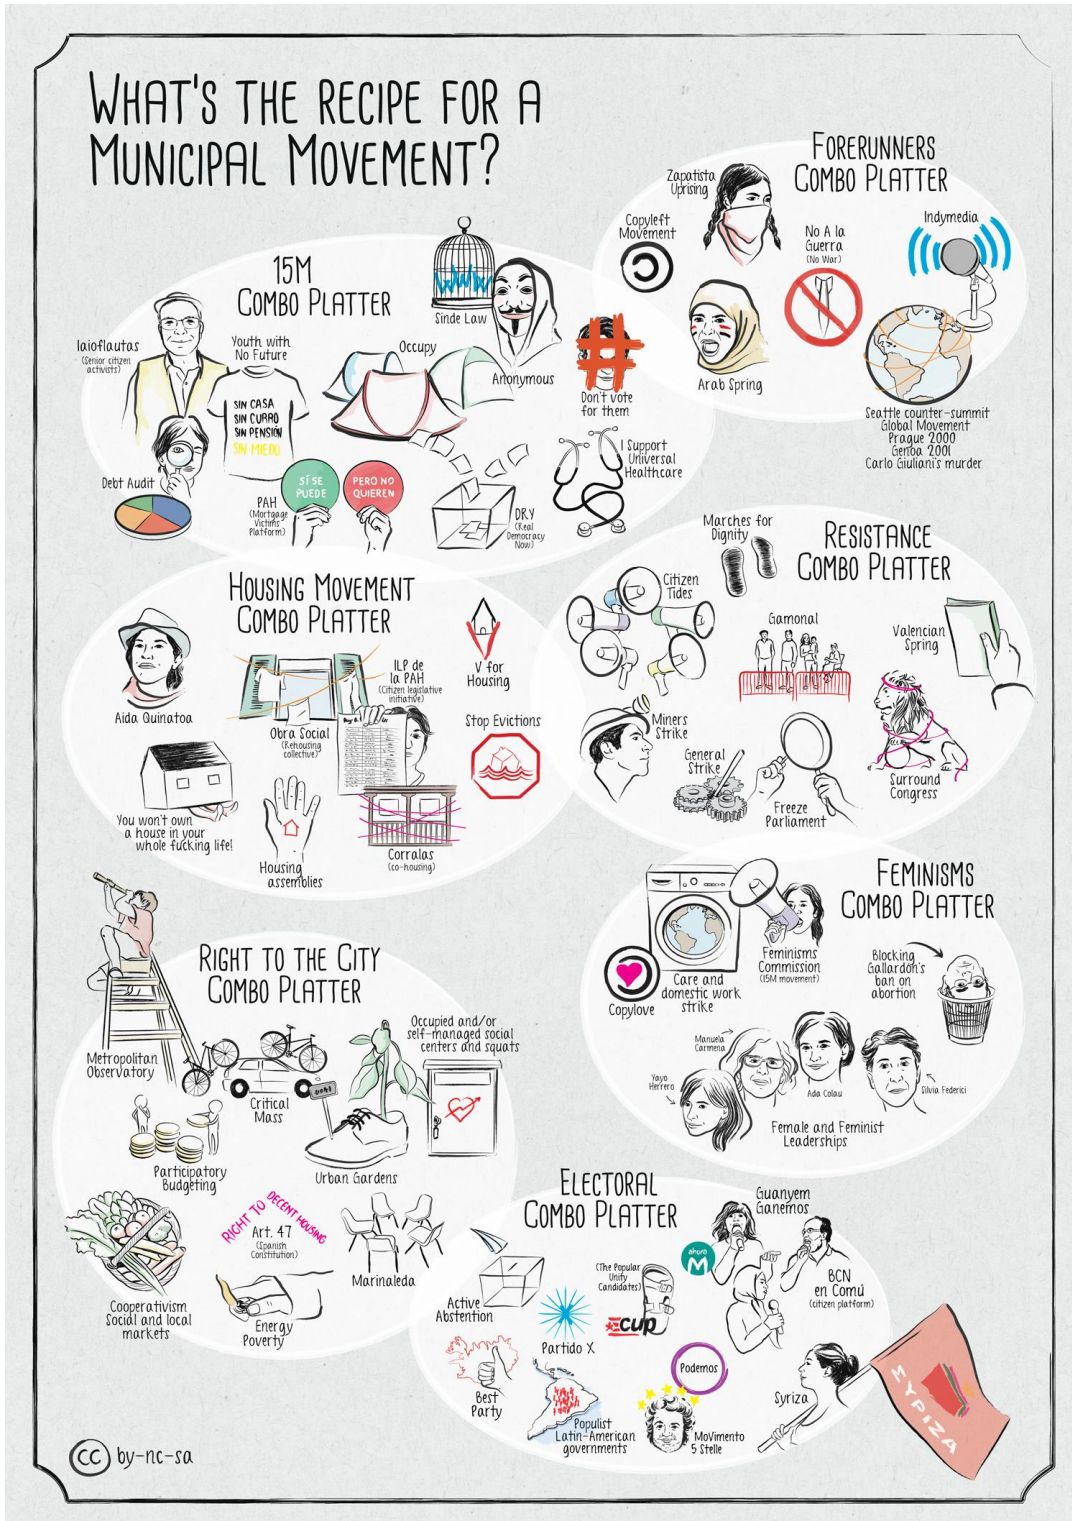 WHAT'S THE RECIPE FOR A
MUNICIPAL MOVEMENT?
FORERUNNERS
COMBO PLATTER
Zapatista
Uprising
Copyleft
Movement
No A la
Guerra
(No War)
Indymedia
Arab Spring
Seattle counter-summit
Global Movement
Prague 2000
Genoa 2001
Carlo Giuliani's murder
15M
COMBO PLATTER
WWW
Sinde Law
Anonymous
Iaioflautas
(Senior citizen
activists)
Youth with
No Future
SIN CASA
SIN CURRO
SIN PENSIÓN
SIN MIEDO
Occupy
#
Don't vote
for them
I Support
Universal
Healthcare
Debt Audit
PAH
(Mortgage
Victims
Platform)
SÍ SE
PUEDE
PERO NO
QUIEREN
DRY
(Real
Democracy
Now)
HOUSING MOVEMENT
COMBO PLATTER
Aida Quinatoa
Obra Social
(Rehousing
collective)
ILP de
la PAH
(Citizen legislative
initiative)
V for
Housing
Stop Evictions
You won't own
a house in your
whole fucking life!
Housing
assemblies
Corralas
(co-housing)
RESISTANCE
COMBO PLATTER
Marches for
Dignity
Citizen
Tides
Gamonal
Valencian
Spring
Miners
Strike
General
Strike
Freeze
Parliament
Surround
Congress
FEMINISMS
COMBO PLATTER
Copylove
Care and
domestic work
strike
Feminisms
Commission
(15M movement)
Blocking
Gallardón's
ban on
abortion
Manuela
Carmena
Yayo
Herrero
Ada Colau
Silvia Federici
Female and Feminist
Leaderships
RIGHT TO THE CITY
COMBO PLATTER
Metropolitan
Observatory
Critical
Mass
Occupied and/or
self-managed social
centers and squats
Urban Gardens
Participatory
Budgeting
RIGHT TO DECENT HOUSING
Art. 47
(Spanish
Constitution)
Marinaleda
Cooperativism
Social and local
markets
Energy
Poverty
ELECTORAL
COMBO PLATTER
Guanyem
Ganemos
ahora
M
BCN
en Comú
(citizen platform)
Active
Abstention
Partido X
(The Popular
Unity
Candidates)
cup
Best
Party
Populist
Latin-American
governments
Podemos
MoVimento
5 Stelle
Syriza
ΣΥΡΙΖΑ
cc by-nc-sa